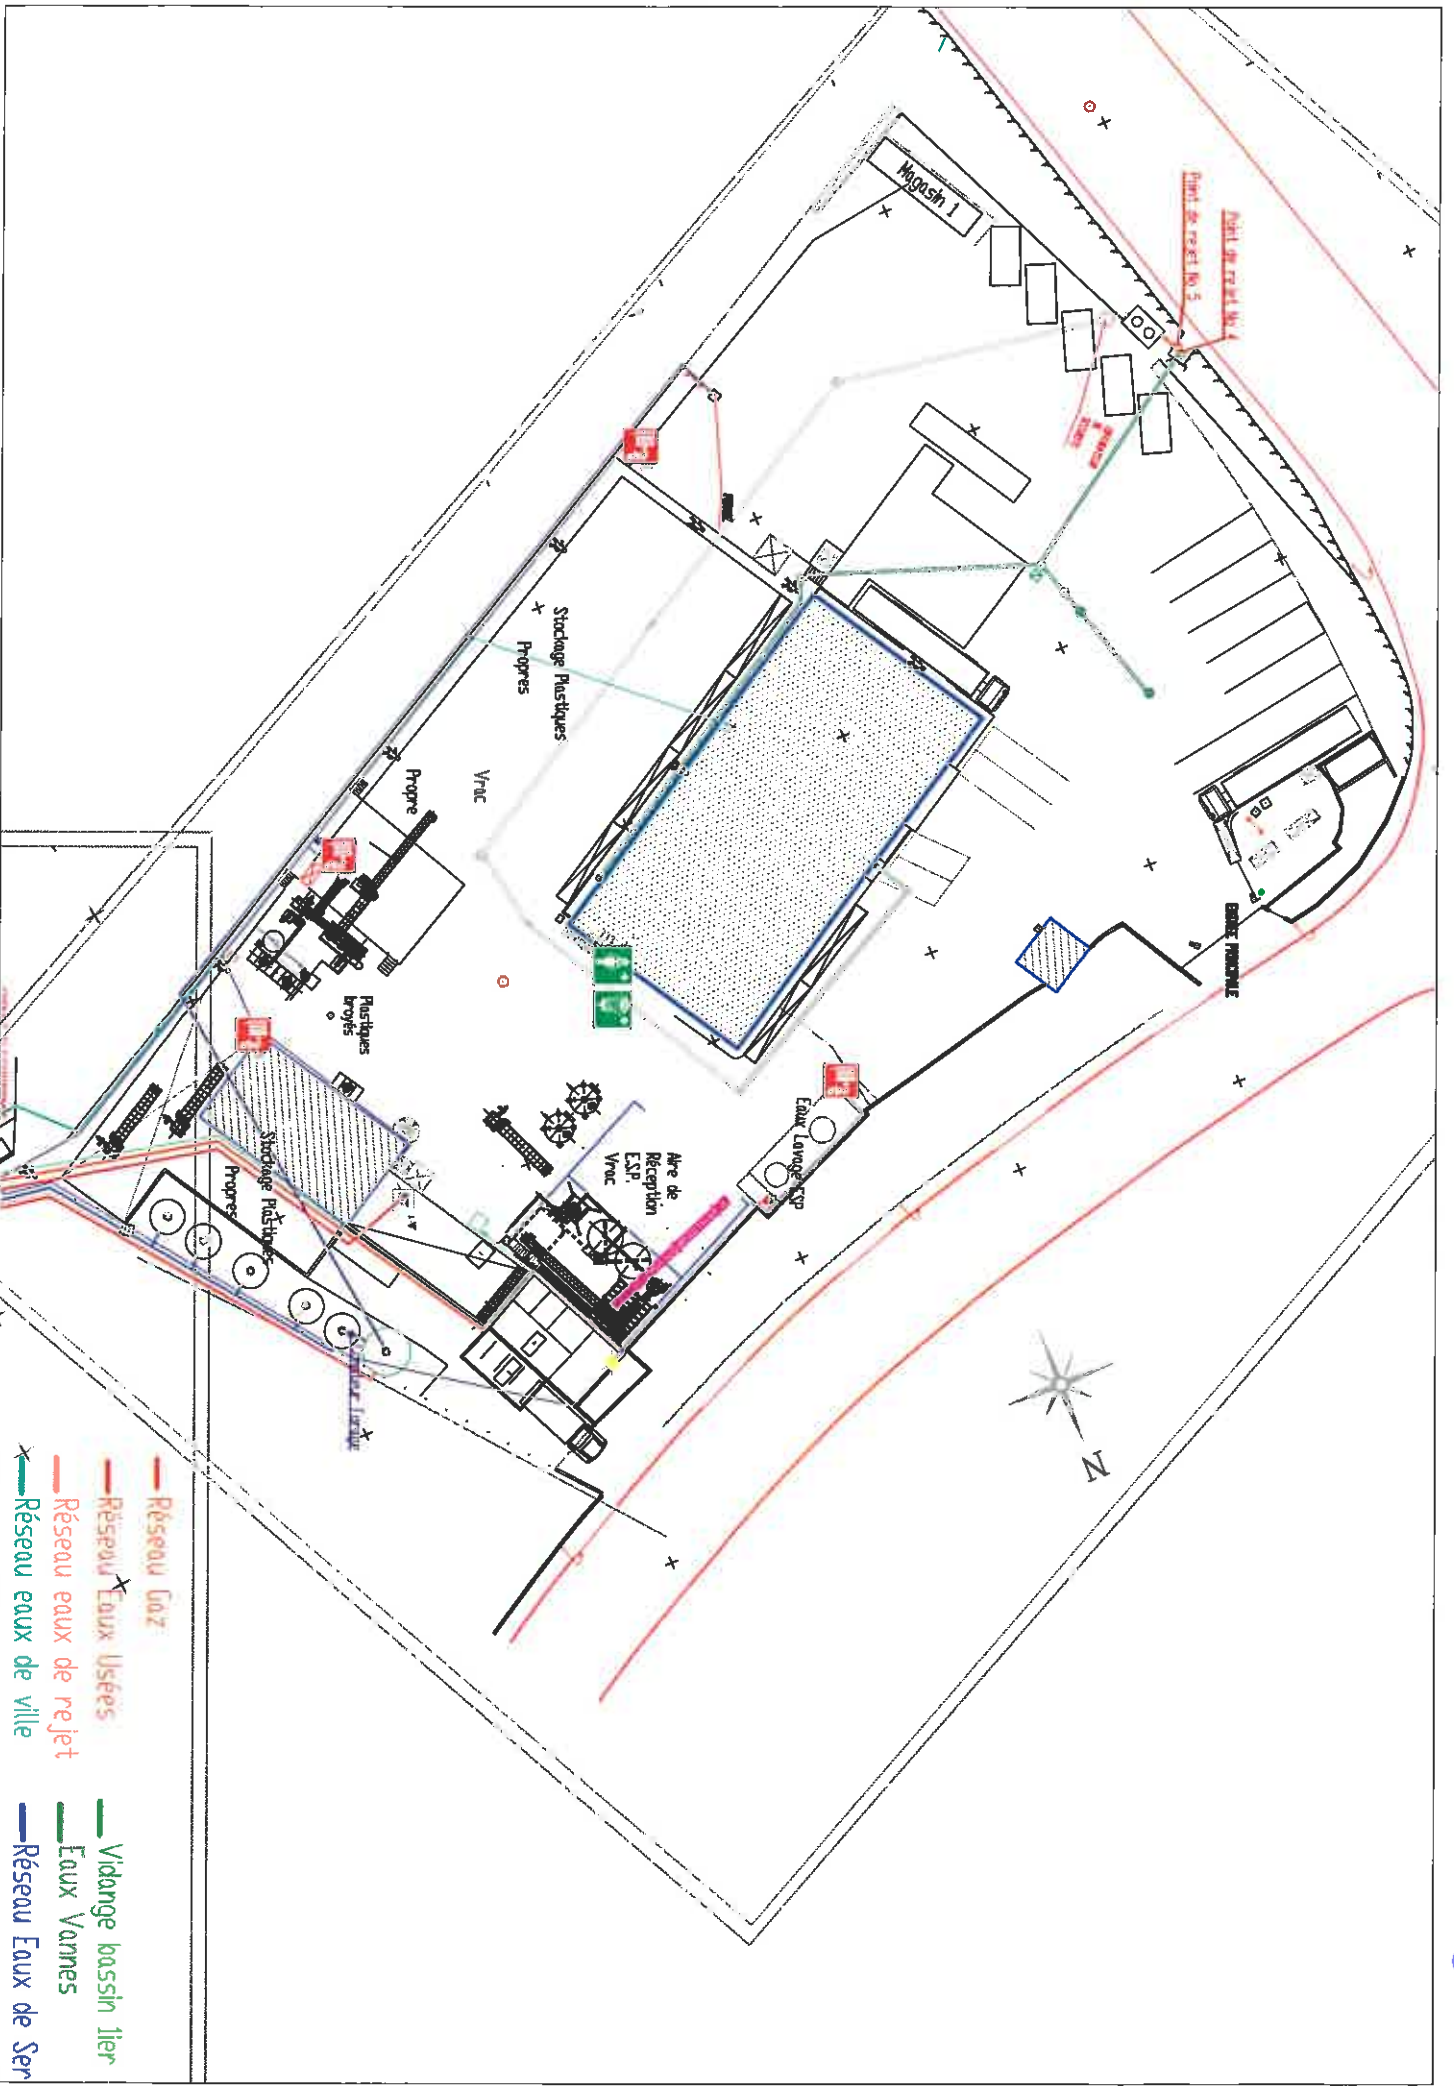 Magasin 1
Point de rejet No 5
Point de rejet No 4
Stockage Plastiques
Propres
Vrac
Propre
Plastiques
broyés
ENTREE PRINCIPALE
Eaux Lavage ESP
Aire de
Réception
E.S.P.
Vrac
Stockage Plastiques
Propres
N
Réseau Gaz
Réseau Eaux Usées
Réseau eaux de rejet
Réseau eaux de ville
Vidange bassin 1ier
Eaux Vannes
Réseau Eaux de Ser